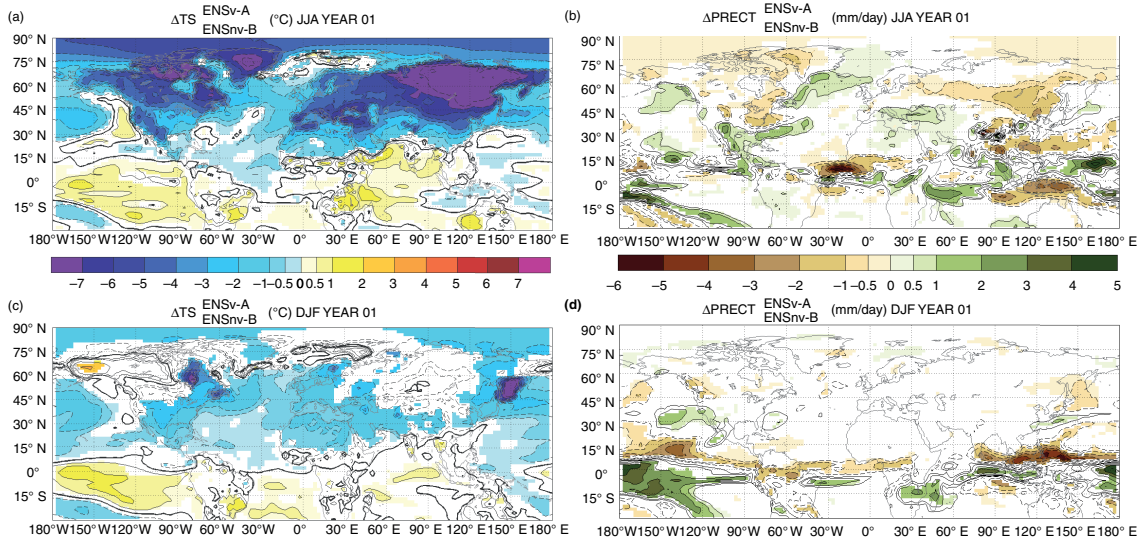 (a) ΔTS ENSv-A (°C) JJA YEAR 01
ENSnv-B
90° N
75° N
60° N
45° N
30° N
15° N
0°
15° S
180°W150°W120°W 90°W 60°W 30°W 0° 30° E 60° E 90° E 120° E 150° E 180° E
−7 −6 −5 −4 −3 −2 −1 −0.5 0 0.5 1 2 3 4 5 6 7
(b) ΔPRECT ENSv-A (mm/day) JJA YEAR 01
ENSnv-B
90° N
75° N
60° N
45° N
30° N
15° N
0°
15° S
180°W150°W120°W 90°W 60°W 30°W 0° 30° E 60° E 90° E 120° E 150° E 180° E
−6 −5 −4 −3 −2 −1 −0.5 0 0.5 1 2 3 4 5
(c) ΔTS ENSv-A (°C) DJF YEAR 01
ENSnv-B
90° N
75° N
60° N
45° N
30° N
15° N
0°
15° S
180°W150°W120°W 90°W 60°W 30°W 0° 30° E 60° E 90° E 120° E 150° E 180° E
(d) ΔPRECT ENSv-A (mm/day) DJF YEAR 01
ENSnv-B
90° N
75° N
60° N
45° N
30° N
15° N
0°
15° S
180° W150° W120° W 90° W 60° W 30° W 0° 30° E 60° E 90° E 120° E 150° E 180° E